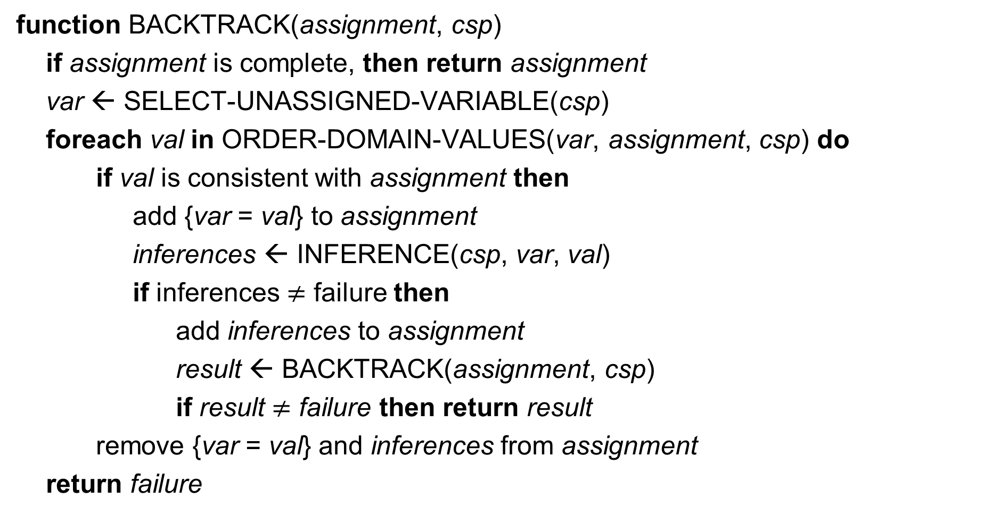 function BACKTRACK(assignment, csp)
if assignment is complete, then return assignment
var ← SELECT-UNASSIGNED-VARIABLE(csp)
foreach val in ORDER-DOMAIN-VALUES(var, assignment, csp) do
if val is consistent with assignment then
add {var = val} to assignment
inferences ← INFERENCE(csp, var, val)
if inferences ≠ failure then
add inferences to assignment
result ← BACKTRACK(assignment, csp)
if result ≠ failure then return result
remove {var = val} and inferences from assignment
return failure